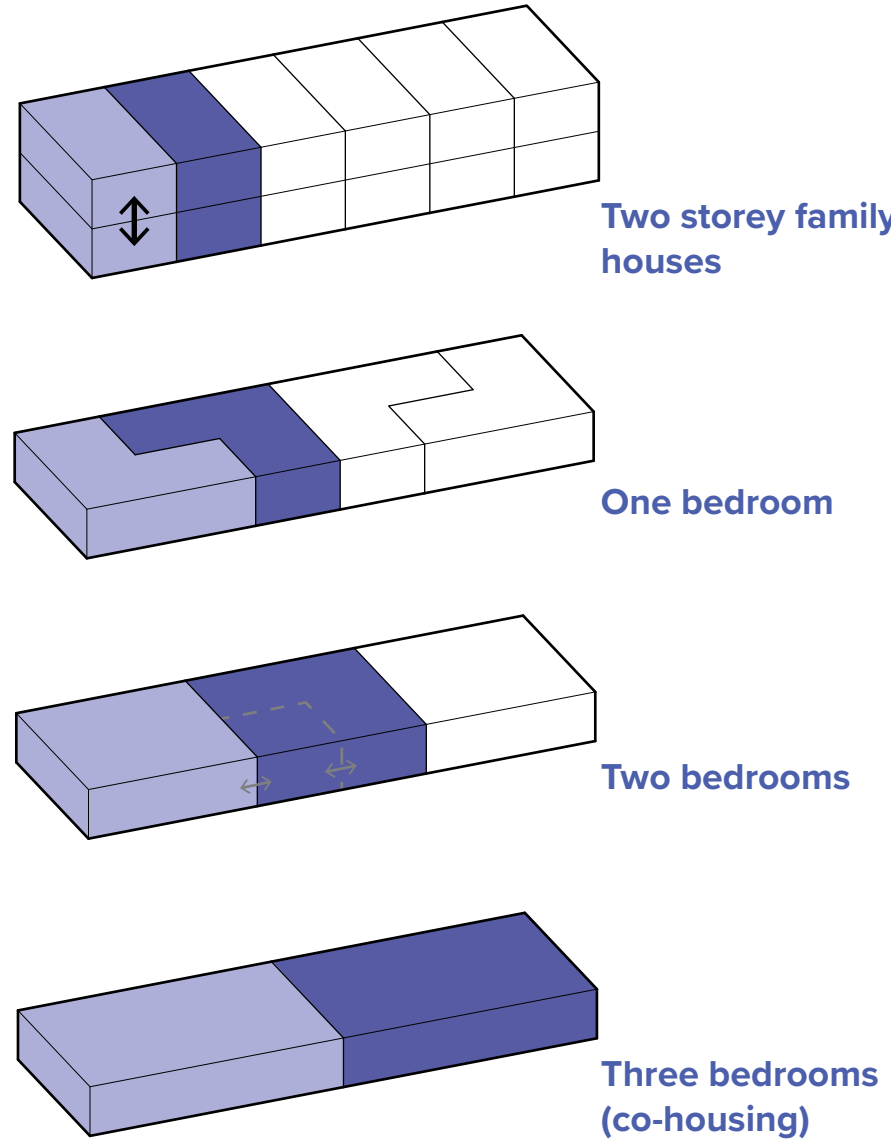 Two storey family
houses
One bedroom
Two bedrooms
Three bedrooms
(co-housing)